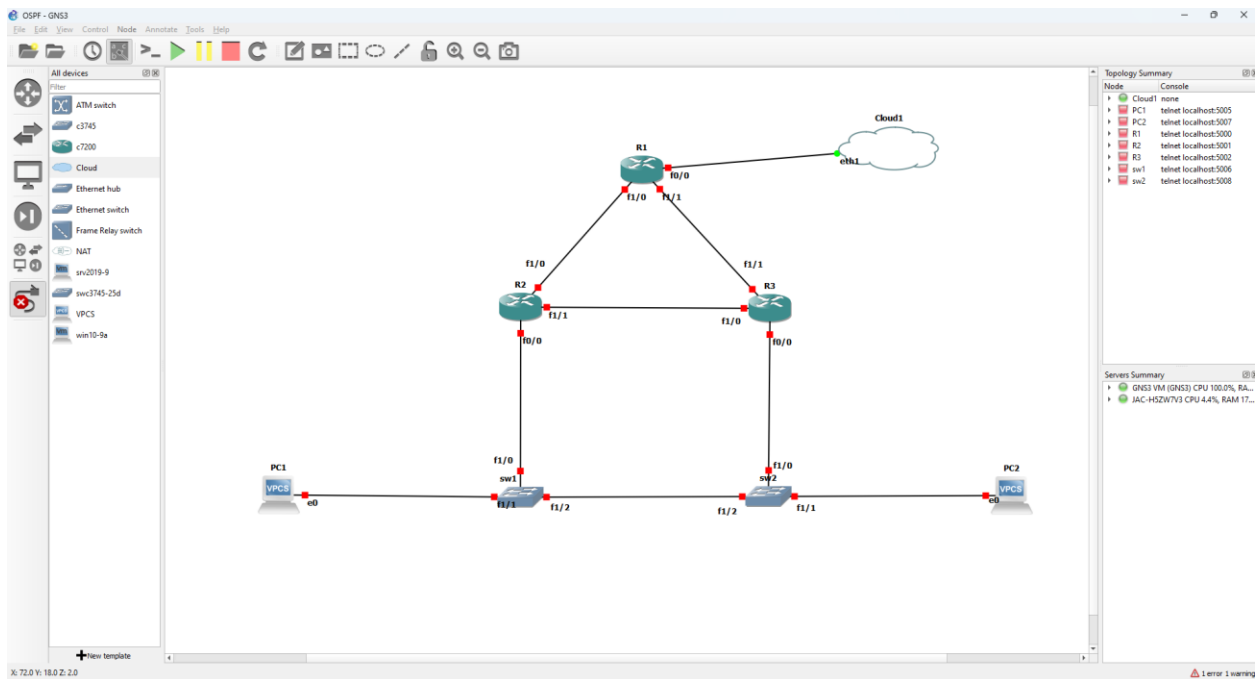 OSPF - GNS3
File Edit View Control Node Annotate Tools Help
All devices
Filter
ATM switch
c3745
c7200
Cloud
Ethernet hub
Ethernet switch
Frame Relay switch
NAT
srv2019-9
swc3745-25d
VPCS
win10-9a
New template
X: 72.0 Y: 18.0 Z: 2.0
Cloud1
R1
eth1
f0/0
f1/0
f1/1
f1/0
f1/1
R2
R3
f1/1
f1/0
f0/0
f0/0
f1/0
f1/0
PC1
sw1
sw2
PC2
VPCS
VPCS
e0
f1/1
f1/2
f1/2
f1/1
e0
Topology Summary
Node Console
Cloud1 none
PC1 telnet localhost:5005
PC2 telnet localhost:5007
R1 telnet localhost:5000
R2 telnet localhost:5001
R3 telnet localhost:5002
sw1 telnet localhost:5006
sw2 telnet localhost:5008
Servers Summary
GNS3 VM (GNS3) CPU 100.0%, RA...
JAC-H5ZW7V3 CPU 4.4%, RAM 17...
1 error 1 warning